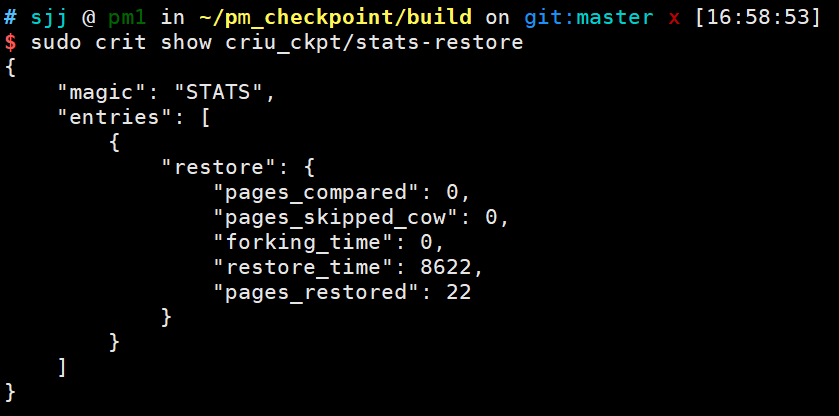 # sjj @ pm1 in ~/pm_checkpoint/build on git:master x [16:58:53]
$ sudo crit show criu_ckpt/stats-restore
{
    "magic": "STATS",
    "entries": [
        {
            "restore": {
                "pages_compared": 0,
                "pages_skipped_cow": 0,
                "forking_time": 0,
                "restore_time": 8622,
                "pages_restored": 22
            }
        }
    ]
}